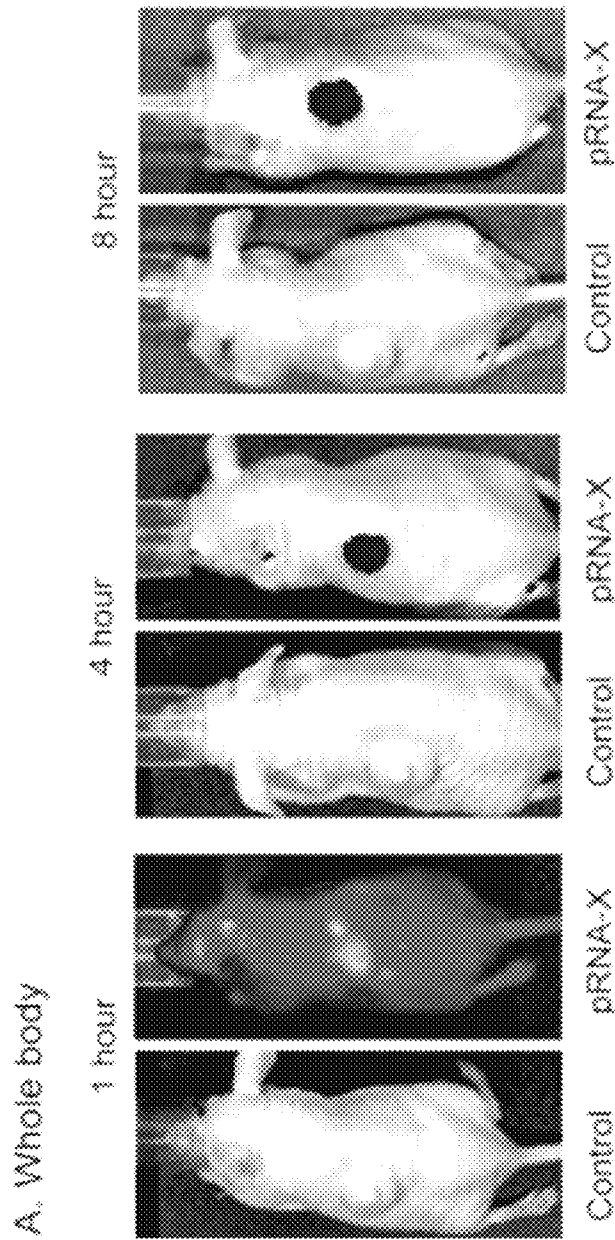 A. Whole body
1 hour
4 hour
8 hour
Control
pRNA-X
Control
pRNA-X
Control
pRNA-X